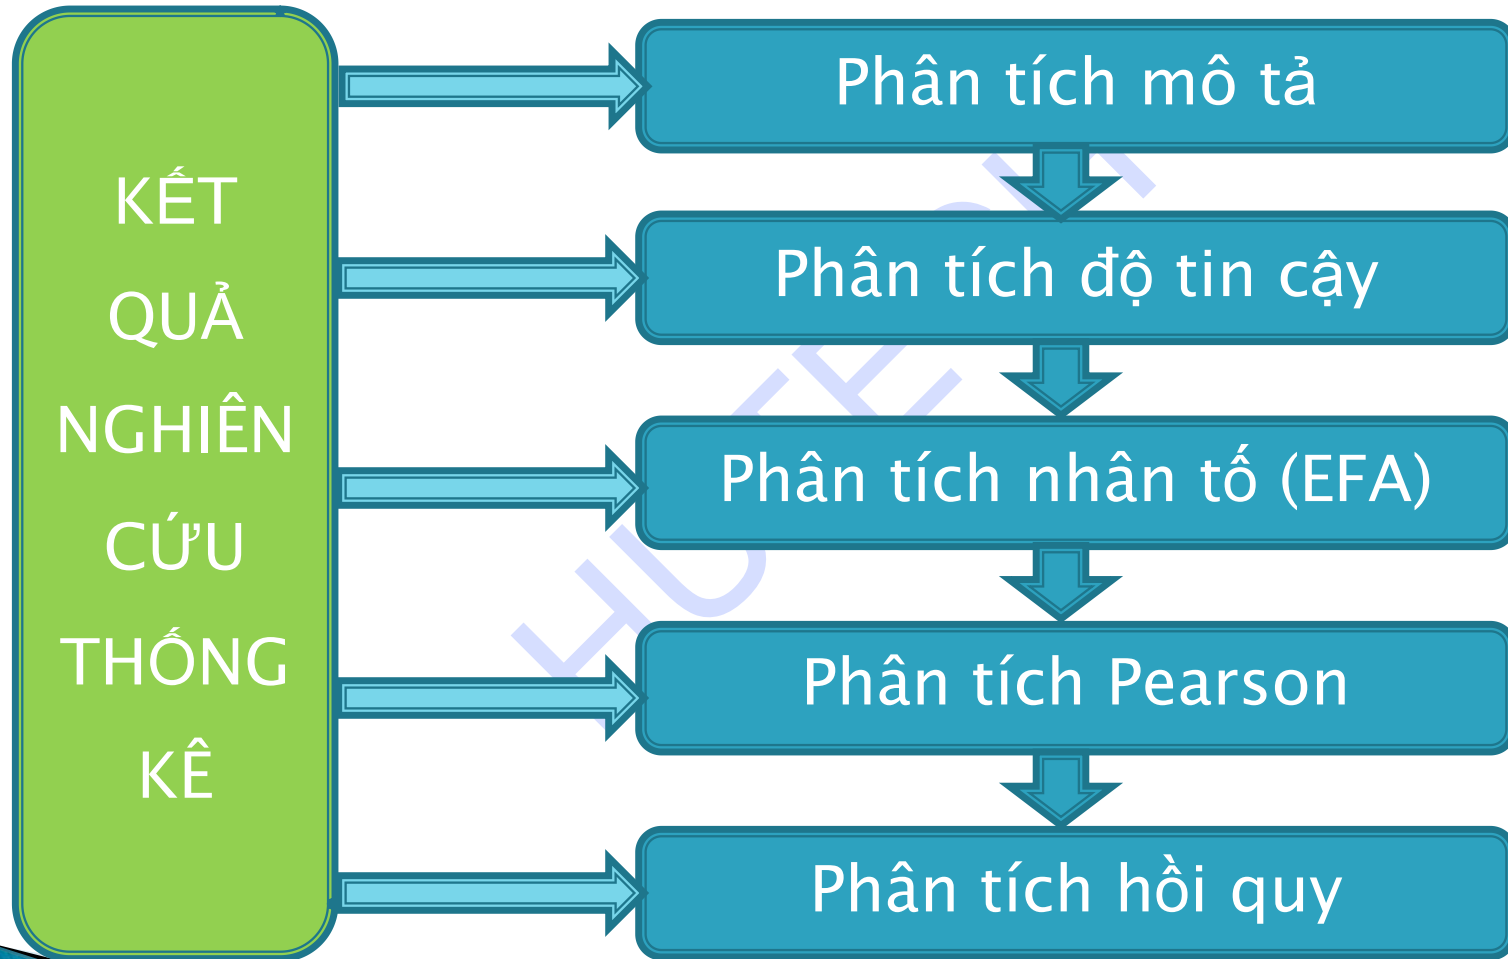 KẾT
QUẢ
NGHIÊN
CỨU
THỐNG
KÊ
Phân tích mô tả
Phân tích độ tin cậy
Phân tích nhân tố (EFA)
Phân tích Pearson
Phân tích hồi quy
HUTECH